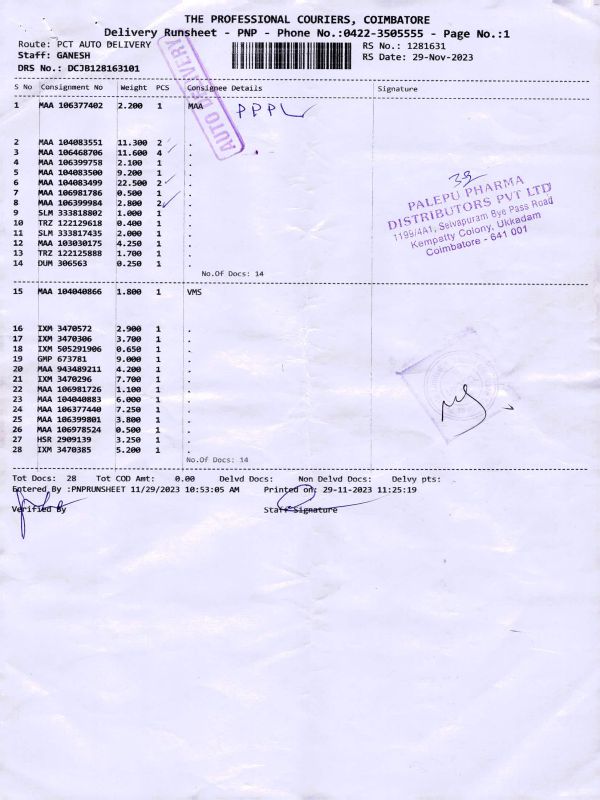 THE PROFESSIONAL COURIERS, COIMBATORE
Delivery Runsheet - PNP - Phone No.:0422-3505555 - Page No.:1
Route: PCT AUTO DELIVERY RS No.: 1281631
Staff: GANESH RS Date: 29-Nov-2023
DRS No.: DCJB128163101
AUTO DELIVERY
S No Consignment No Weight PCS Consignee Details Signature
1 MAA 106377402 2.200 1 MAA PPPL
2 MAA 104083551 11.300 2 .
3 MAA 106468706 11.600 4 .
4 MAA 106399758 2.100 1 .
5 MAA 104083500 9.200 1 .
6 MAA 104083499 22.500 2 .
7 MAA 106981786 0.500 1 .
8 MAA 106399984 2.800 2 .
9 SLM 333818802 1.000 1 .
10 TRZ 122129618 0.400 1 .
11 SLM 333817435 2.000 1 .
12 MAA 103030175 4.250 1 .
13 TRZ 122125888 1.700 1 .
14 DUM 306563 0.250 1 .
No.Of Docs: 14
PALEPU PHARMA
DISTRIBUTORS PVT LTD
1199/4A1, Selvapuram Bye Pass Road
Kempatty Colony, Ukkadam
Coimbatore - 641 001
15 MAA 104040866 1.800 1 VMS
16 IXM 3470572 2.900 1 .
17 IXM 3470306 3.700 1 .
18 IXM 505291906 0.650 1 .
19 GMP 673781 9.000 1 .
20 MAA 943489211 4.200 1 .
21 IXM 3470296 7.700 1 .
22 MAA 106981726 1.100 1 .
23 MAA 104040883 6.000 1 .
24 MAA 106377440 7.250 1 .
25 MAA 106399801 3.800 1 .
26 MAA 106978524 0.500 1 .
27 HSR 2909139 3.250 1 .
28 IXM 3470385 5.200 1 .
No.Of Docs: 14
Tot Docs: 28 Tot COD Amt: 0.00 Delvd Docs: Non Delvd Docs: Delvy pts:
Entered By :PNPRUNSHEET 11/29/2023 10:53:05 AM Printed on: 29-11-2023 11:25:19
Verified By Staff Signature